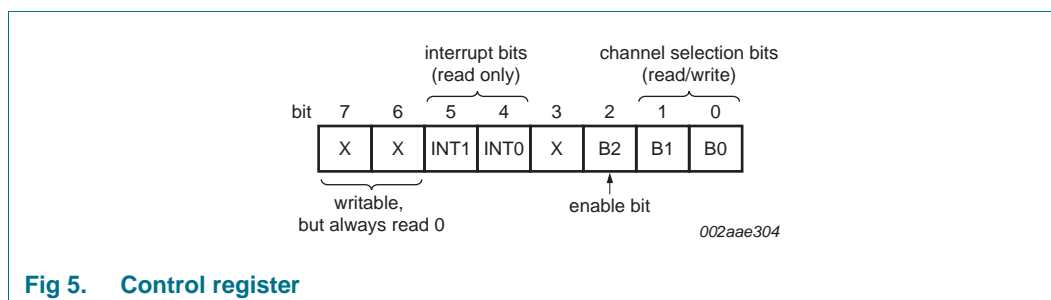 interrupt bits
(read only)
channel selection bits
(read/write)
bit 7 6 5 4 3 2 1 0
X X INT1 INT0 X B2 B1 B0
writable,
but always read 0
enable bit
002aae304
Fig 5. Control register